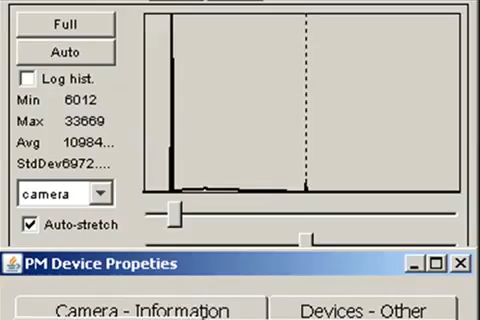 Full
Auto
Log hist.
Min 6012
Max 33669
Avg 10984...
StdDev6972....
camera
Auto-stretch
PM Device Propeties
Camera - Information
Devices - Other